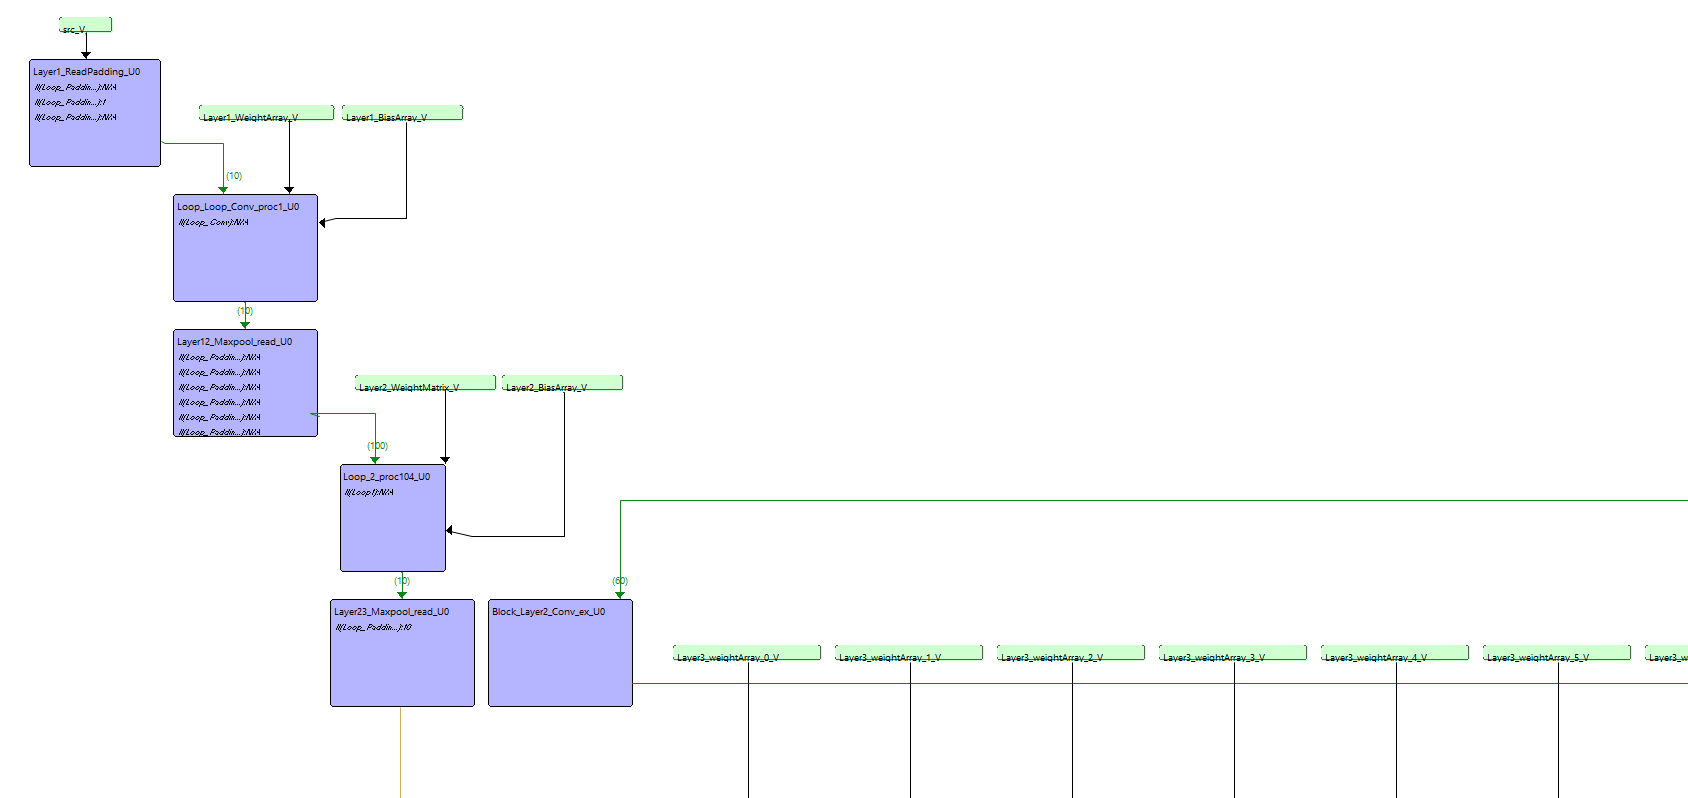 src_V
Layer1_ReadPadding_U0
II(Loop_Paddin...):N/A
II(Loop_Paddin...):1
II(Loop_Paddin...):N/A
Layer1_WeightArray_V
Layer1_BiasArray_V
(10)
Loop_Loop_Conv_proc1_U0
II(Loop_Conv):N/A
(10)
Layer12_Maxpool_read_U0
II(Loop_Paddin...):N/A
II(Loop_Paddin...):N/A
II(Loop_Paddin...):N/A
II(Loop_Paddin...):N/A
II(Loop_Paddin...):N/A
II(Loop_Paddin...):N/A
Layer2_WeightMatrix_V
Layer2_BiasArray_V
(100)
Loop_2_proc104_U0
II(Loop1):N/A
(10)
(60)
Layer23_Maxpool_read_U0
II(Loop_Paddin...):10
Block_Layer2_Conv_ex_U0
Layer3_weightArray_0_V
Layer3_weightArray_1_V
Layer3_weightArray_2_V
Layer3_weightArray_3_V
Layer3_weightArray_4_V
Layer3_weightArray_5_V
Layer3_w